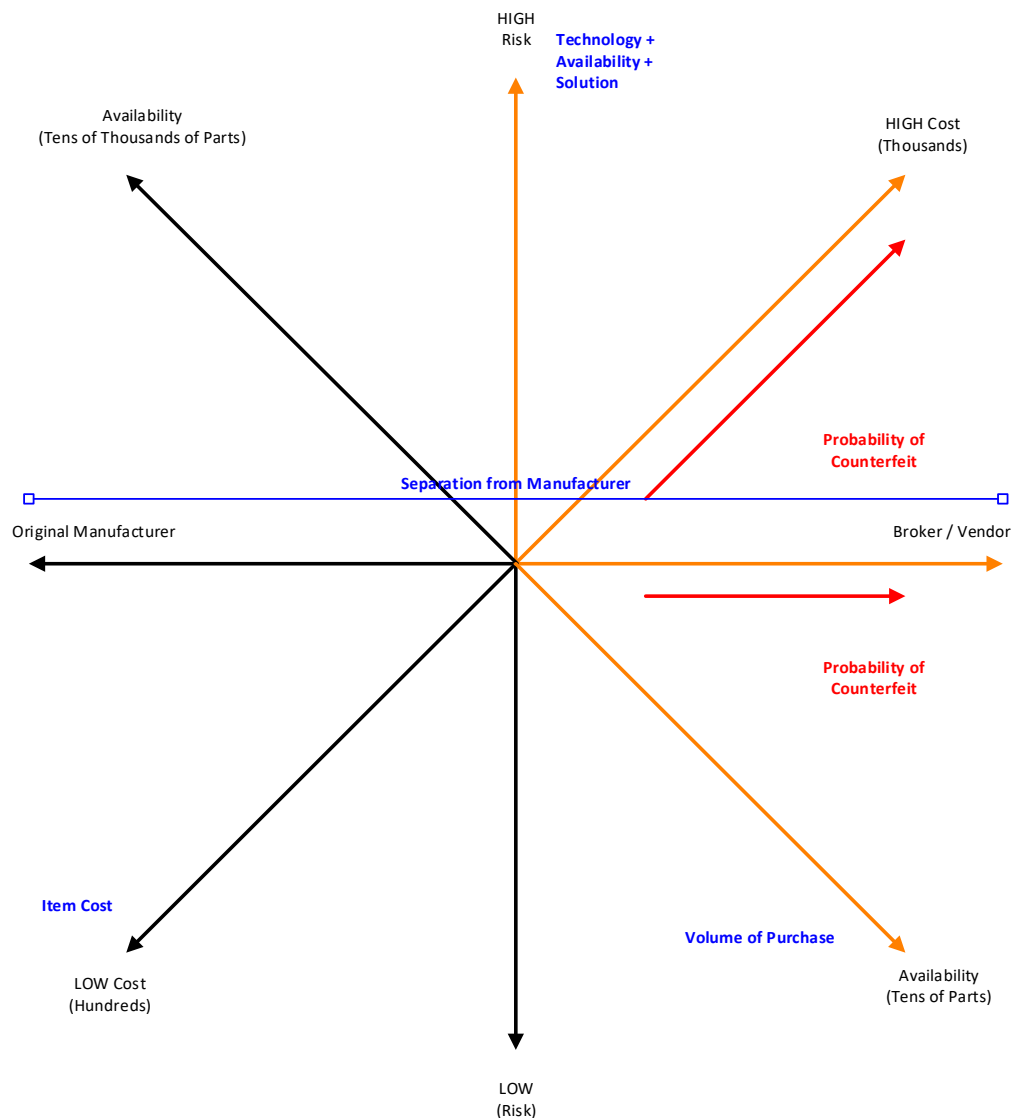 HIGH
Risk
Technology +
Availability +
Solution
Availability
(Tens of Thousands of Parts)
HIGH Cost
(Thousands)
Probability of
Counterfeit
Separation from Manufacturer
Original Manufacturer
Broker / Vendor
Probability of
Counterfeit
Item Cost
Volume of Purchase
LOW Cost
(Hundreds)
Availability
(Tens of Parts)
LOW
(Risk)